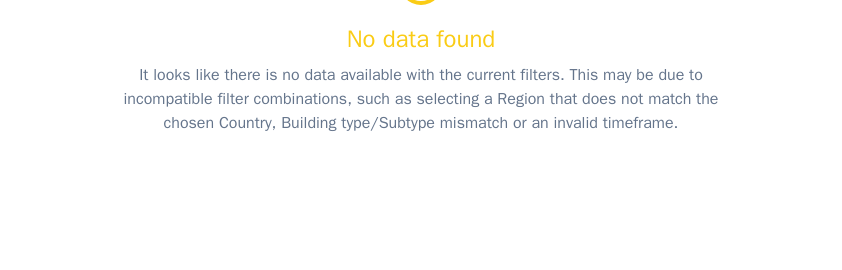 No data found
It looks like there is no data available with the current filters. This may be due to
incompatible filter combinations, such as selecting a Region that does not match the
chosen Country, Building type/Subtype mismatch or an invalid timeframe.